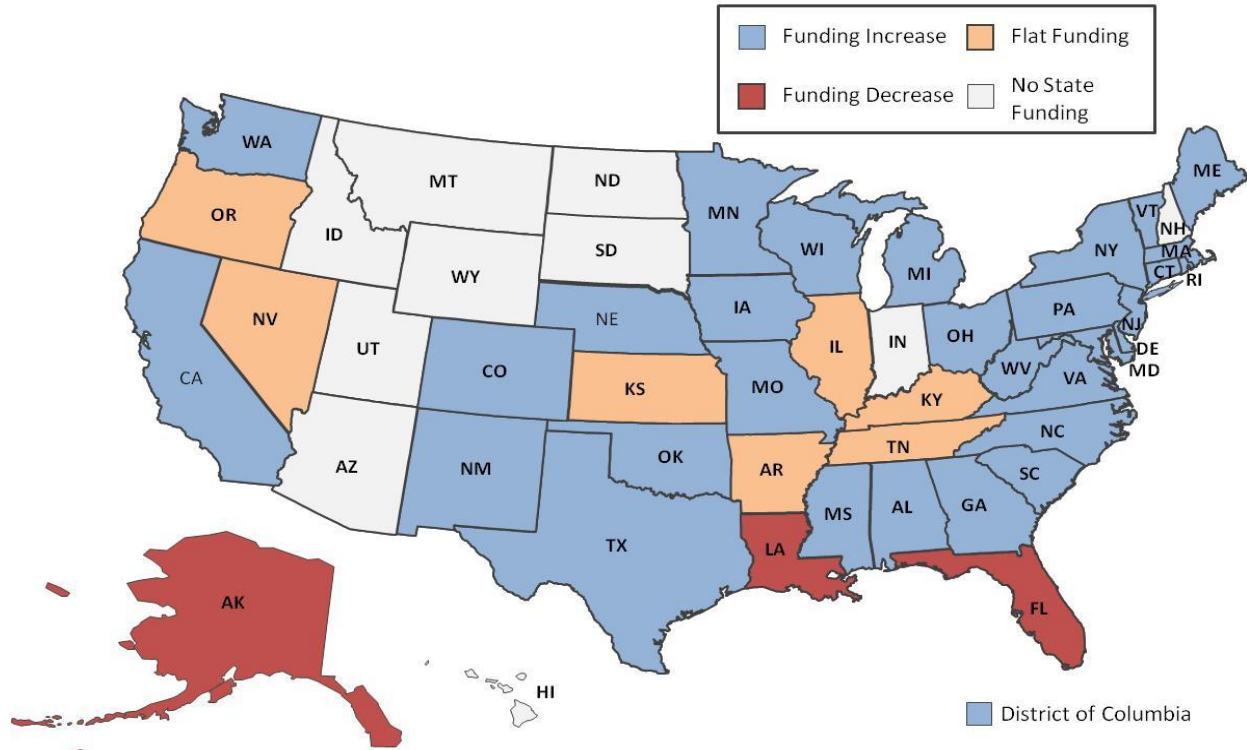 Funding Increase
Flat Funding
Funding Decrease
No State
Funding
WA
MT
ND
MN
ME
VT
NH
OR
ID
SD
WI
NY
MA
MI
CT
RI
WY
IA
PA
NV
NE
NJ
IL
IN
OH
DE
UT
MD
CA
CO
WV
VA
KS
MO
KY
NC
TN
AZ
NM
OK
AR
SC
MS
AL
GA
TX
LA
AK
FL
HI
District of Columbia